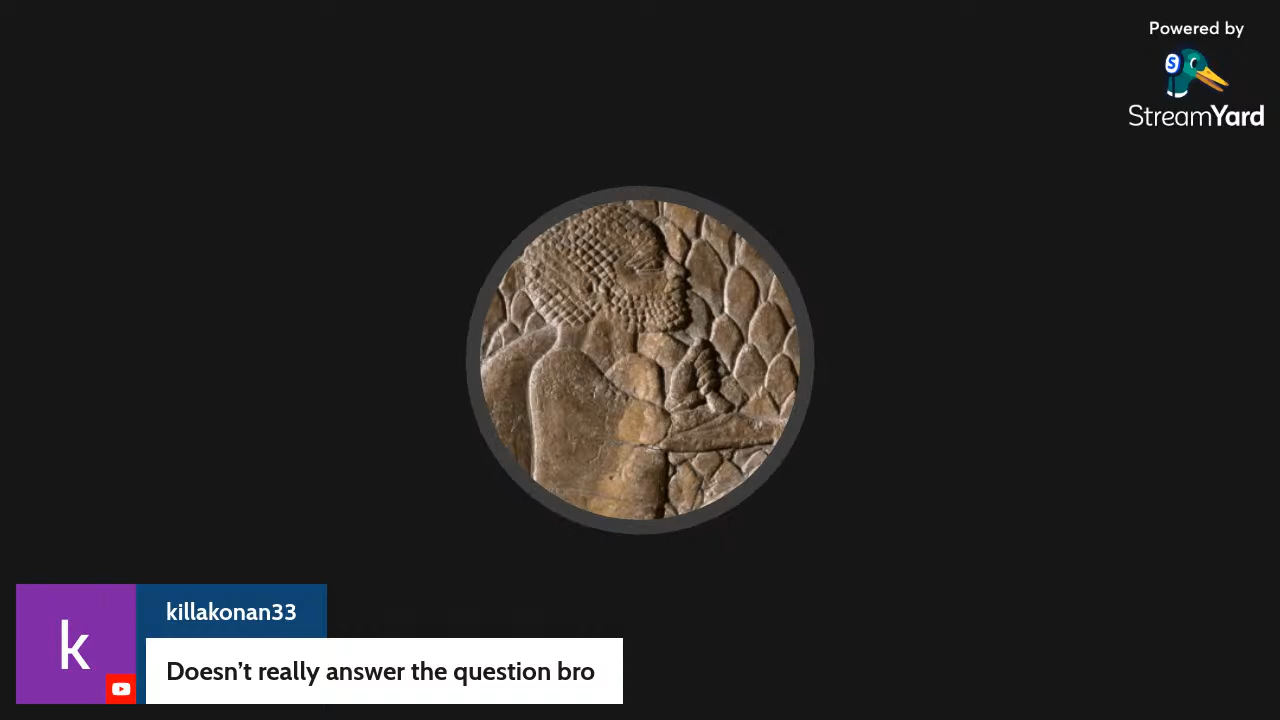 Powered by
S
StreamYard
k
killakonan33
Doesn’t really answer the question bro